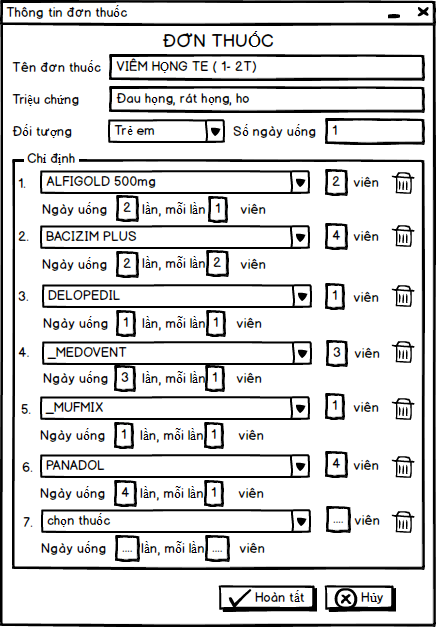 Thông tin đơn thuốc
ĐƠN THUỐC
Tên đơn thuốc VIÊM HỌNG TE ( 1- 2T)
Triệu chứng Đau họng, rát họng, ho
Đối tượng Trẻ em Số ngày uống 1
Chỉ định
1. ALFIGOLD 500mg 2 viên
Ngày uống 2 lần, mỗi lần 1 viên
2. BACIZIM PLUS 4 viên
Ngày uống 2 lần, mỗi lần 2 viên
3. DELOPEDIL 1 viên
Ngày uống 1 lần, mỗi lần 1 viên
4. _MEDOVENT 3 viên
Ngày uống 3 lần, mỗi lần 1 viên
5. _MUFMIX 1 viên
Ngày uống 1 lần, mỗi lần 1 viên
6. PANADOL 4 viên
Ngày uống 4 lần, mỗi lần 1 viên
7. chọn thuốc .... viên
Ngày uống .... lần, mỗi lần .... viên
Hoàn tất Hủy